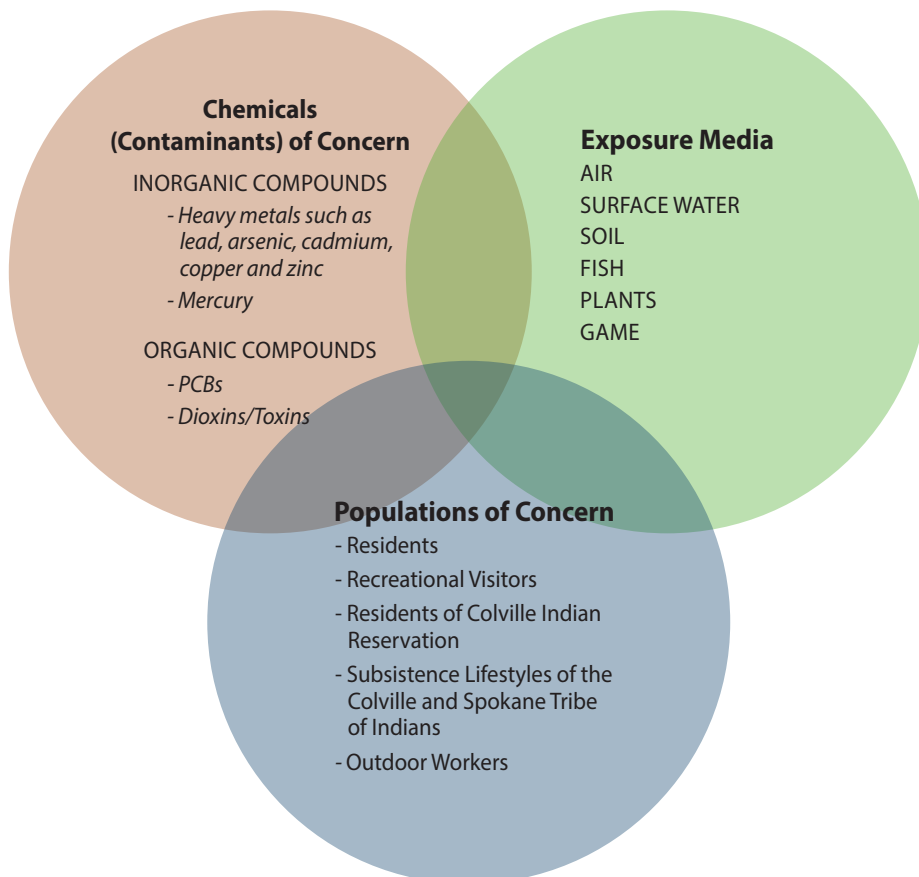 Chemicals
(Contaminants) of Concern
INORGANIC COMPOUNDS
- Heavy metals such as
lead, arsenic, cadmium,
copper and zinc
- Mercury
ORGANIC COMPOUNDS
- PCBs
- Dioxins/Toxins
Exposure Media
AIR
SURFACE WATER
SOIL
FISH
PLANTS
GAME
Populations of Concern
- Residents
- Recreational Visitors
- Residents of Colville Indian
Reservation
- Subsistence Lifestyles of the
Colville and Spokane Tribe
of Indians
- Outdoor Workers